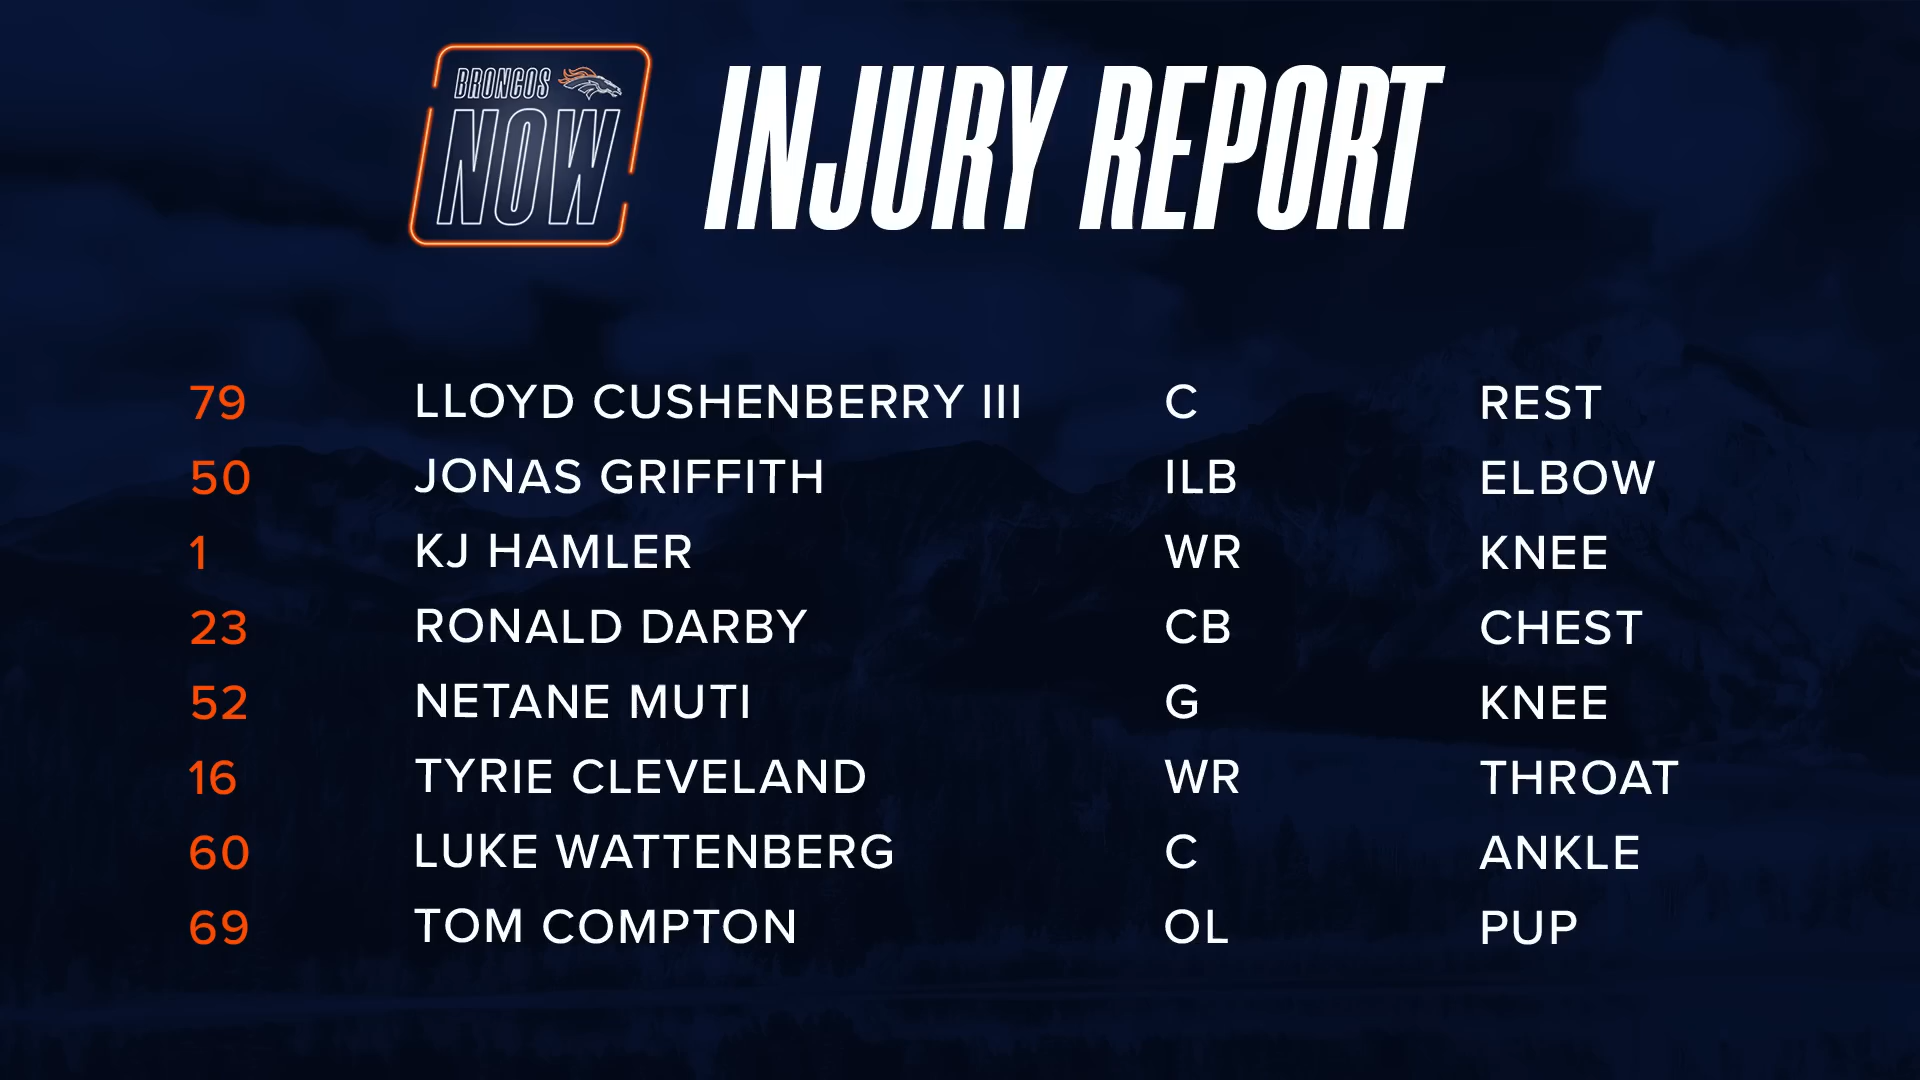 BRONCOS
NOW
INJURY REPORT
79 LLOYD CUSHENBERRY III C REST
50 JONAS GRIFFITH ILB ELBOW
1 KJ HAMLER WR KNEE
23 RONALD DARBY CB CHEST
52 NETANE MUTI G KNEE
16 TYRIE CLEVELAND WR THROAT
60 LUKE WATTENBERG C ANKLE
69 TOM COMPTON OL PUP